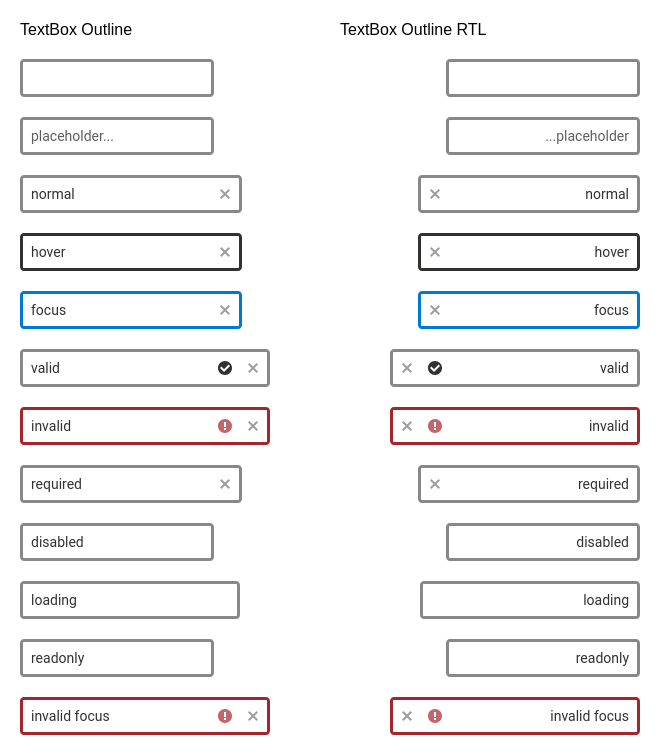 TextBox Outline
placeholder...
normal
hover
focus
valid
invalid
required
disabled
loading
readonly
invalid focus
TextBox Outline RTL
...placeholder
normal
hover
focus
valid
invalid
required
disabled
loading
readonly
invalid focus